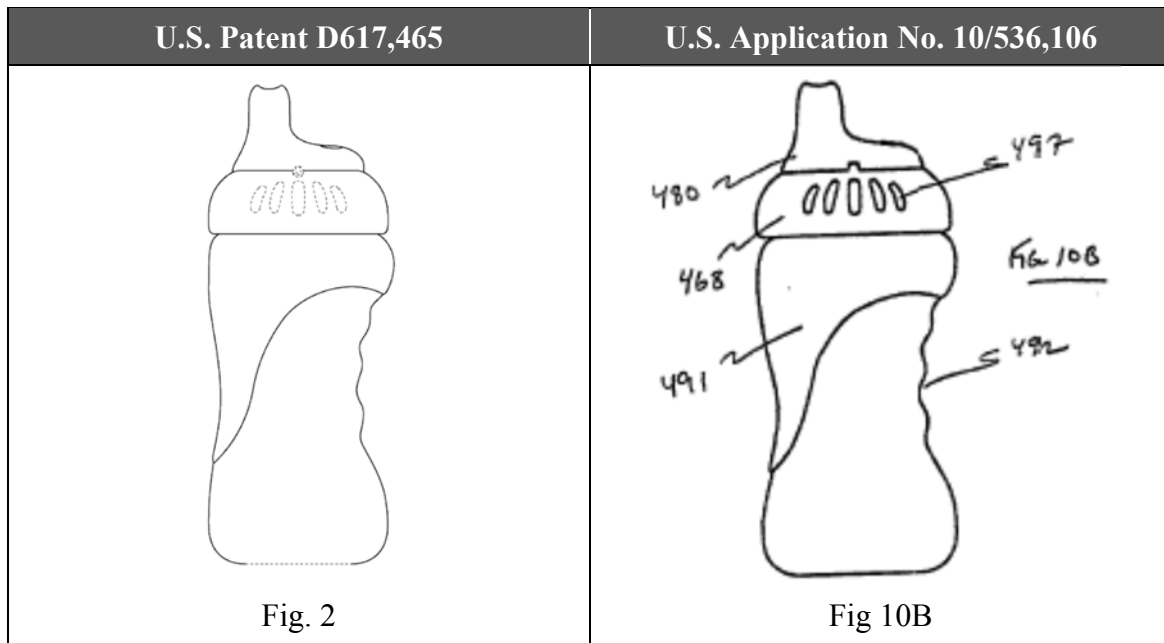 U.S. Patent D617,465
U.S. Application No. 10/536,106
480
497
468
FIG 10B
491
492
Fig. 2
Fig 10B